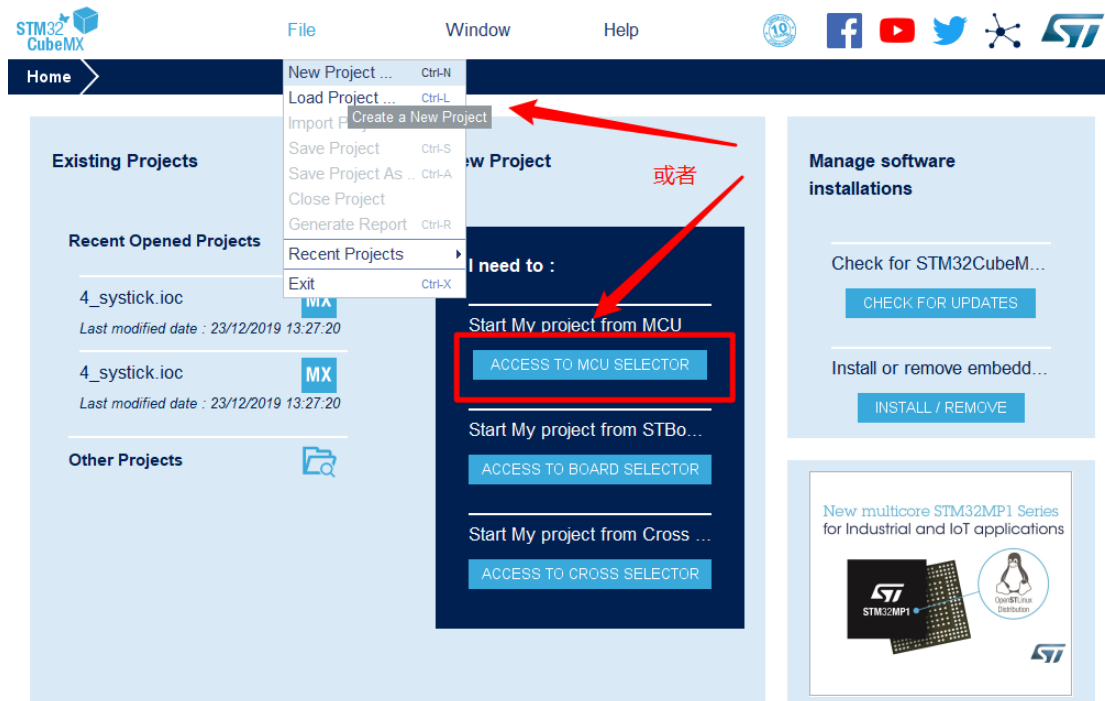 STM32
CubeMX
File
Window
Help
10
ST
Home
New Project ... Ctrl-N
Load Project ... Ctrl-L
Import P
Create a New Project
Save Project Ctrl-S
Save Project As .. Ctrl-A
Close Project
Generate Report Ctrl-R
Recent Projects
Exit Ctrl-X
Existing Projects
Recent Opened Projects
4_systick.ioc
MX
Last modified date : 23/12/2019 13:27:20
4_systick.ioc
MX
Last modified date : 23/12/2019 13:27:20
Other Projects
ew Project
或者
I need to :
Start My project from MCU
ACCESS TO MCU SELECTOR
Start My project from STBo...
ACCESS TO BOARD SELECTOR
Start My project from Cross ...
ACCESS TO CROSS SELECTOR
Manage software
installations
Check for STM32CubeM...
CHECK FOR UPDATES
Install or remove embedd...
INSTALL / REMOVE
New multicore STM32MP1 Series
for Industrial and IoT applications
STM32MP1
OpenSTLinux
Distribution
ST